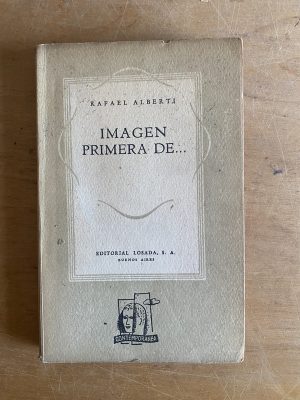 RAFAEL ALBERTI
IMAGEN
PRIMERA DE...
EDITORIAL LOSADA, S. A.
BUENOS AIRES
CONTEMPORANEA